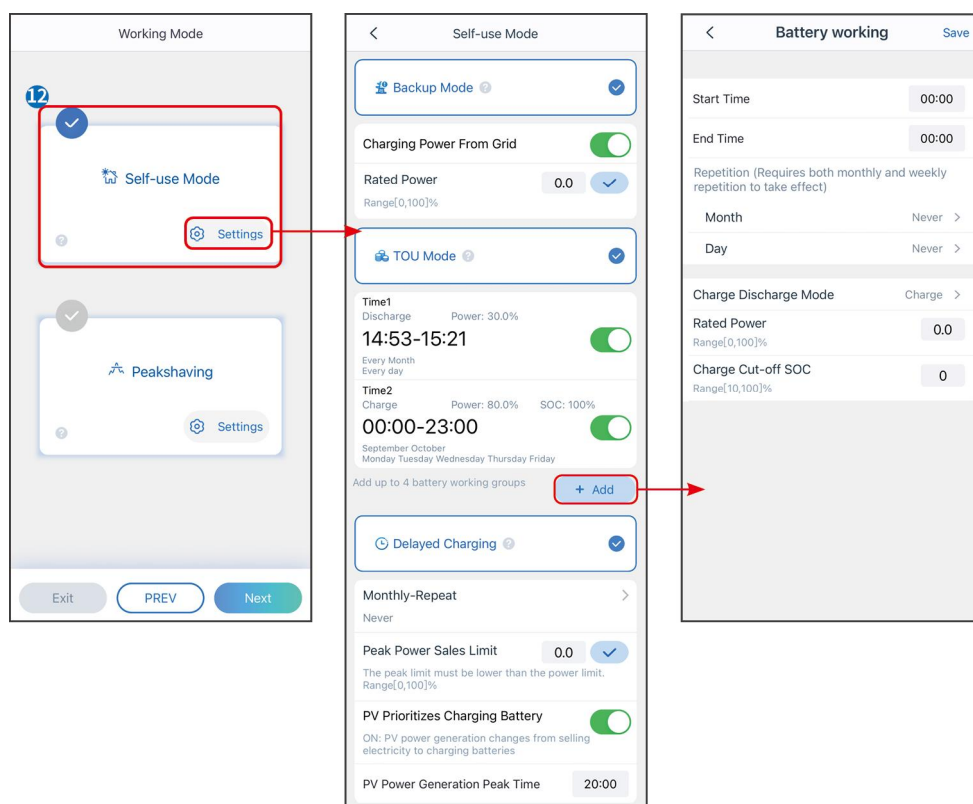 Working Mode
12
Self-use Mode
Settings
Peakshaving
Settings
Exit
PREV
Next
Self-use Mode
Backup Mode
Charging Power From Grid
Rated Power
0.0
Range[0,100]%
TOU Mode
Time1
Discharge Power: 30.0%
14:53-15:21
Every Month
Every day
Time2
Charge Power: 80.0% SOC: 100%
00:00-23:00
September October
Monday Tuesday Wednesday Thursday Friday
Add up to 4 battery working groups
+ Add
Delayed Charging
Monthly-Repeat
Never
Peak Power Sales Limit
0.0
The peak limit must be lower than the power limit.
Range[0,100]%
PV Prioritizes Charging Battery
ON: PV power generation changes from selling
electricity to charging batteries
PV Power Generation Peak Time 20:00
Battery working Save
Start Time 00:00
End Time 00:00
Repetition (Requires both monthly and weekly
repetition to take effect)
Month Never
Day Never
Charge Discharge Mode Charge
Rated Power
0.0
Range[0,100]%
Charge Cut-off SOC
0
Range[10,100]%